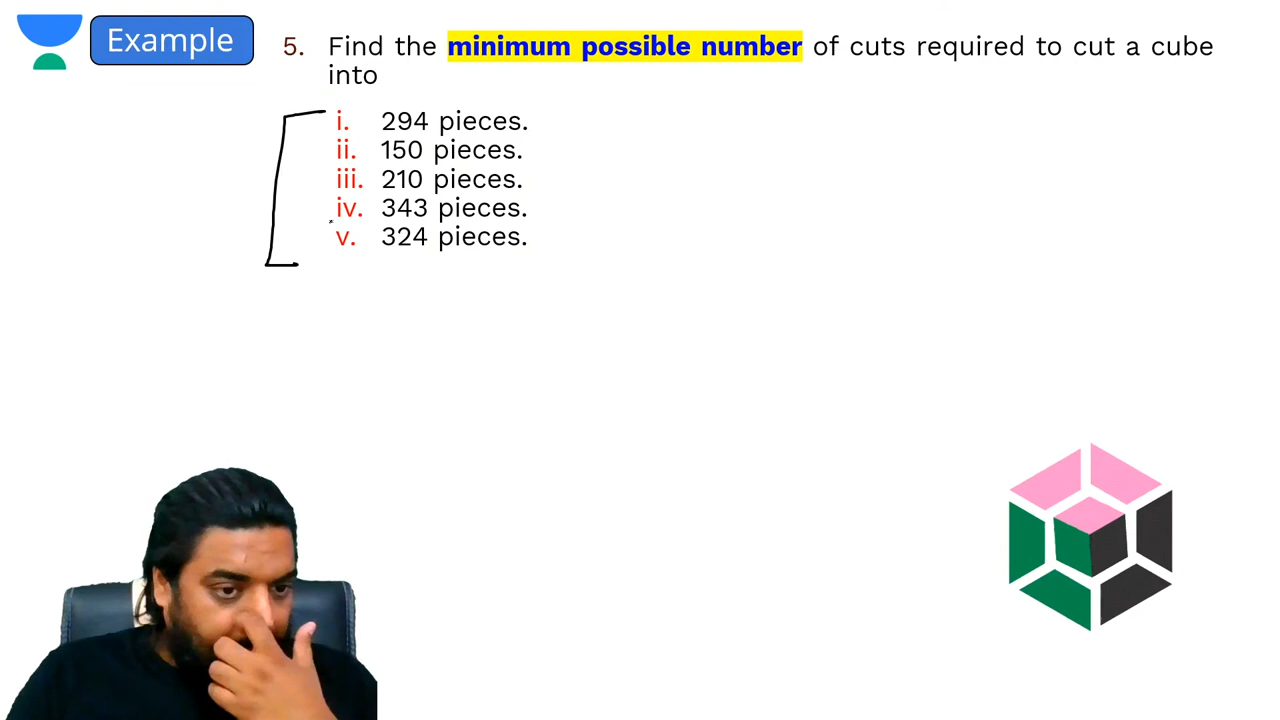 Example
5. Find the minimum possible number of cuts required to cut a cube
into
i. 294 pieces.
ii. 150 pieces.
iii. 210 pieces.
iv. 343 pieces.
v. 324 pieces.